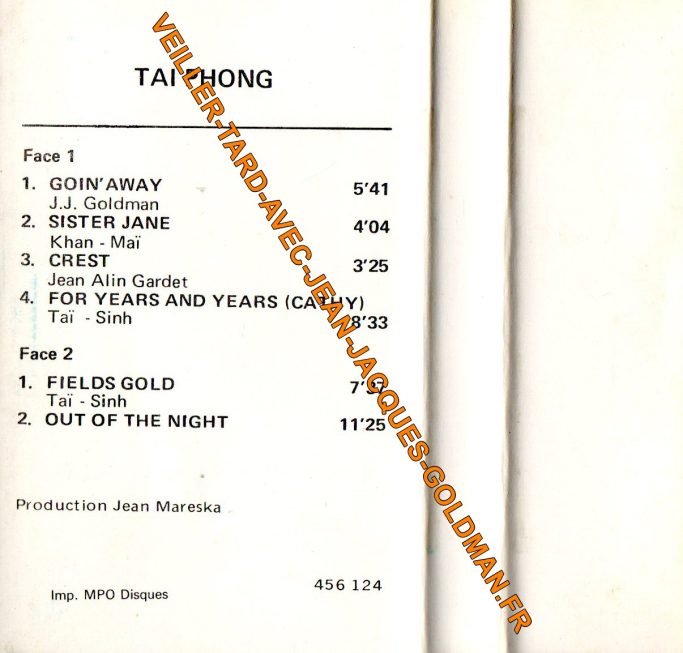 TAI PHONG
Face 1
1. GOIN' AWAY 5'41
J.J. Goldman
2. SISTER JANE 4'04
Khan - Maï
3. CREST 3'25
Jean Alin Gardet
4. FOR YEARS AND YEARS (CATHY)
Taï - Sinh 8'33
Face 2
1. FIELDS GOLD 7'37
Taï - Sinh
2. OUT OF THE NIGHT 11'25
Production Jean Mareska
456 124
Imp. MPO Disques
VEILLER-TARD-AVEC-JEAN-JACQUES-GOLDMAN.FR